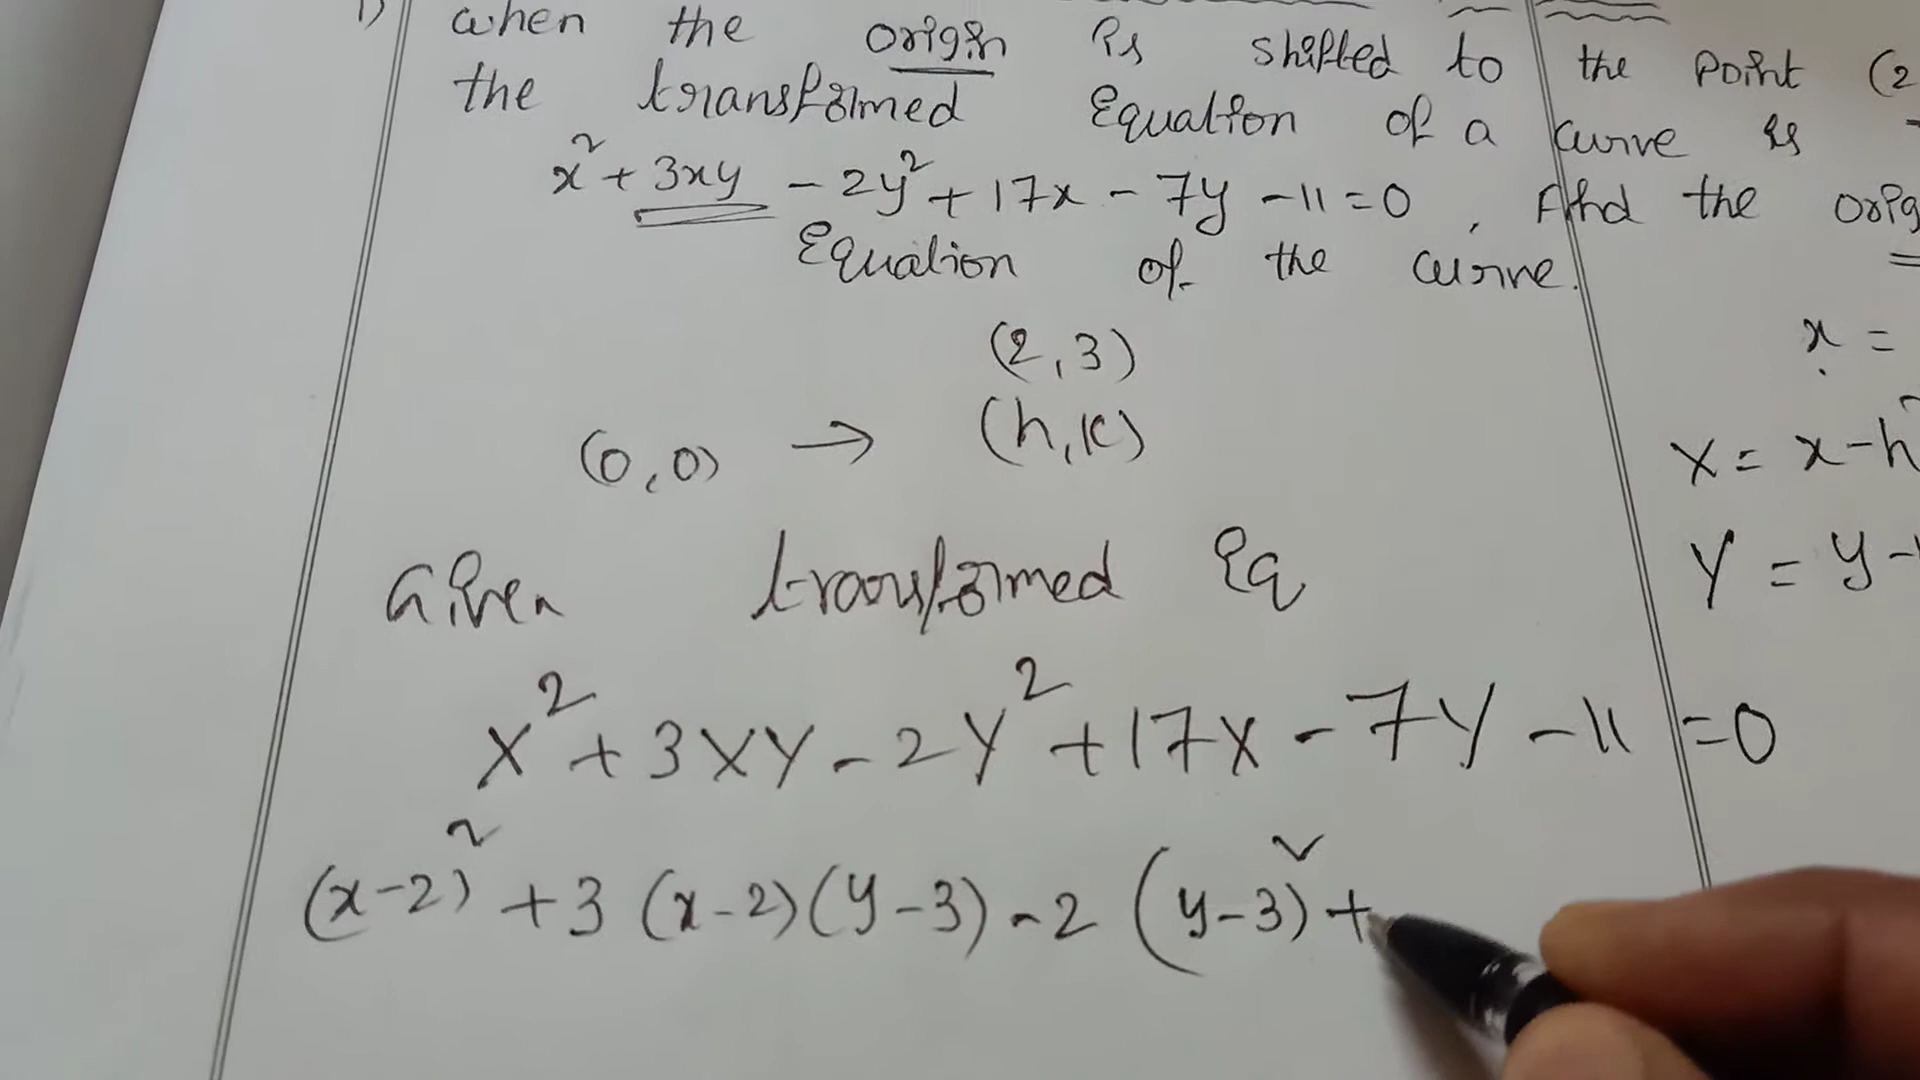 1) when the origin is shifted to the point (2
the transformed Equation of a curve is
x² + 3xy - 2y² + 17x - 7y - 11 = 0 , Find the orig
Equation of the curve.
(2,3)
(0,0) → (h,k)
x =
X = x-h
Y = y-
Given transformed Eq
X² + 3XY - 2Y² + 17X - 7Y - 11 = 0
(x-2)² + 3 (x-2)(y-3) - 2 (y-3)² +